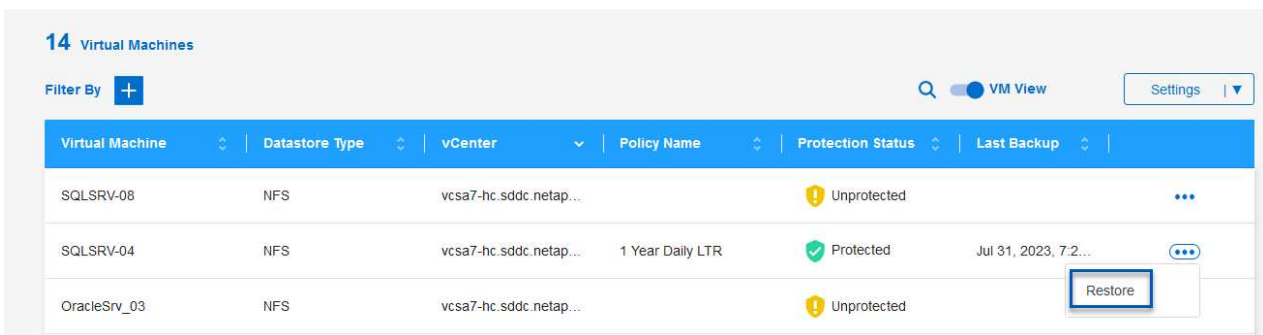 14 Virtual Machines
Filter By +
VM View
Settings
Virtual Machine Datastore Type vCenter Policy Name Protection Status Last Backup
SQLSRV-08 NFS vcsa7-hc.sddc.netap... Unprotected
SQLSRV-04 NFS vcsa7-hc.sddc.netap... 1 Year Daily LTR Protected Jul 31, 2023, 7:2...
Restore
OracleSrv_03 NFS vcsa7-hc.sddc.netap... Unprotected